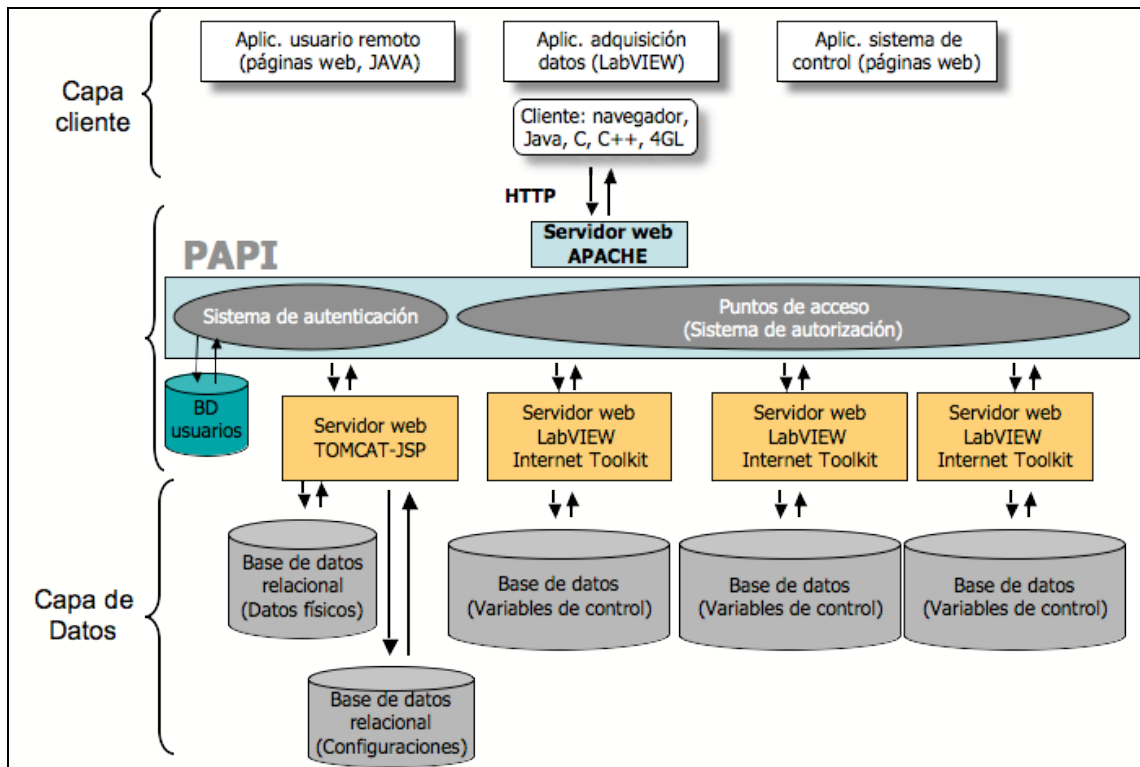 Aplic. usuario remoto
(páginas web, JAVA)
Aplic. adquisición
datos (LabVIEW)
Aplic. sistema de
control (páginas web)
Capa
cliente
Cliente: navegador,
Java, C, C++, 4GL
HTTP
Servidor web
APACHE
PAPI
Sistema de autenticación
Puntos de acceso
(Sistema de autorización)
BD
usuarios
Servidor web
TOMCAT-JSP
Servidor web
LabVIEW
Internet Toolkit
Servidor web
LabVIEW
Internet Toolkit
Servidor web
LabVIEW
Internet Toolkit
Capa de
Datos
Base de datos
relacional
(Datos físicos)
Base de datos
(Variables de control)
Base de datos
(Variables de control)
Base de datos
(Variables de control)
Base de datos
relacional
(Configuraciones)